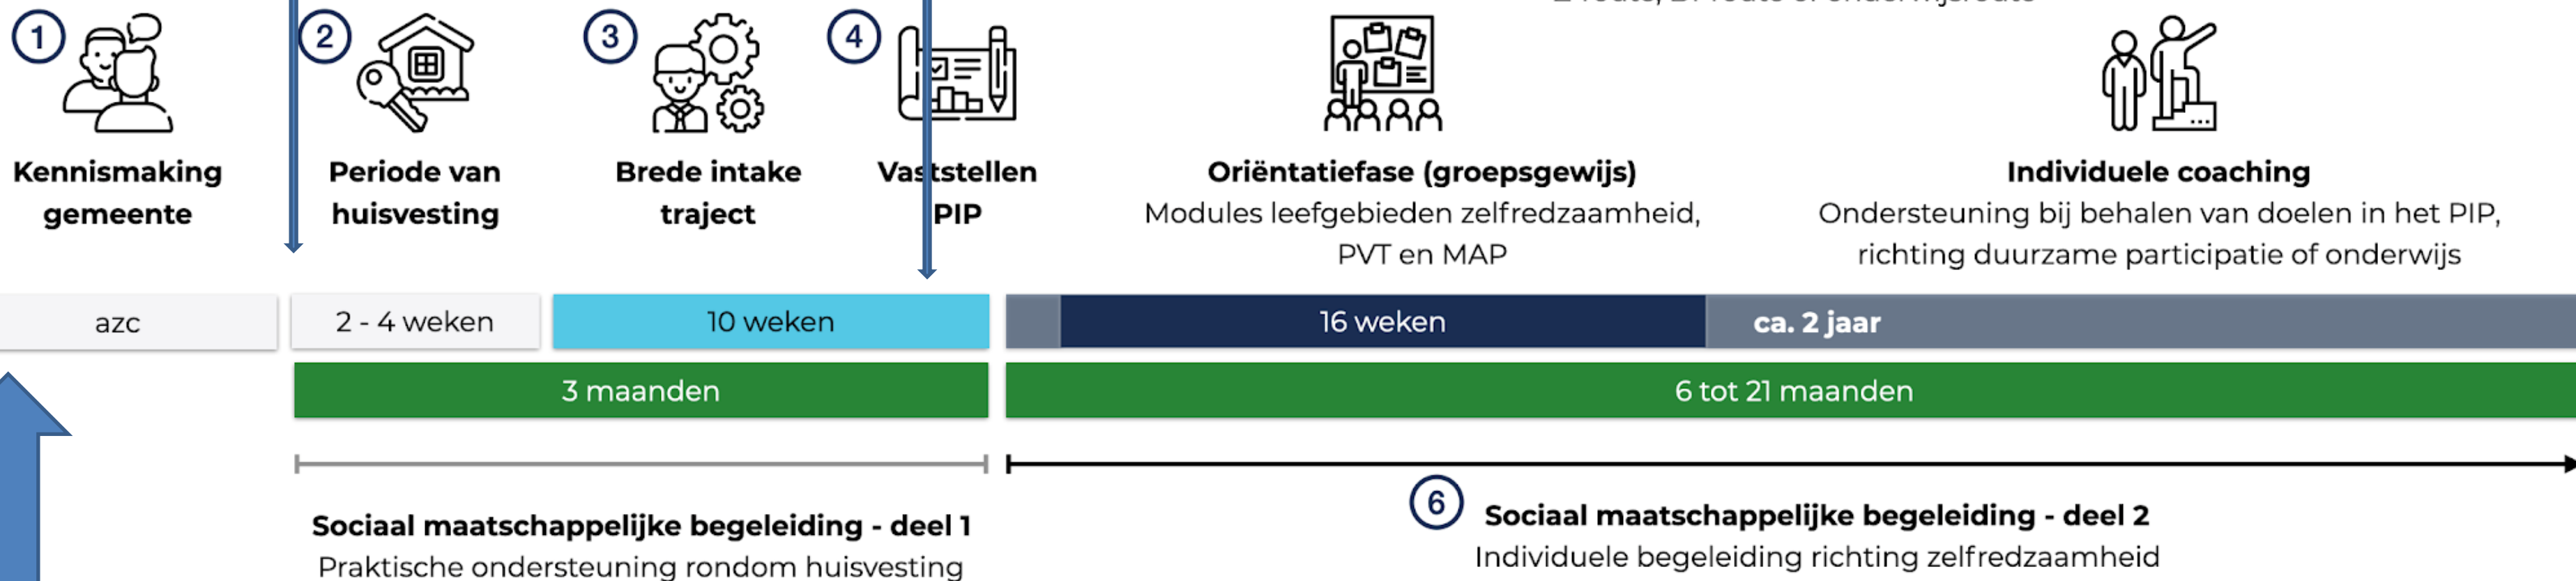 1
Kennismaking
gemeente
2
Periode van
huisvesting
3
Brede intake
traject
4
Vaststellen
PIP
Oriëntatiefase (groepsgewijs)
Modules leefgebieden zelfredzaamheid,
PVT en MAP
Individuele coaching
Ondersteuning bij behalen van doelen in het PIP,
richting duurzame participatie of onderwijs
azc
2 - 4 weken
10 weken
16 weken
ca. 2 jaar
3 maanden
6 tot 21 maanden
Sociaal maatschappelijke begeleiding - deel 1
Praktische ondersteuning rondom huisvesting
6
Sociaal maatschappelijke begeleiding - deel 2
Individuele begeleiding richting zelfredzaamheid